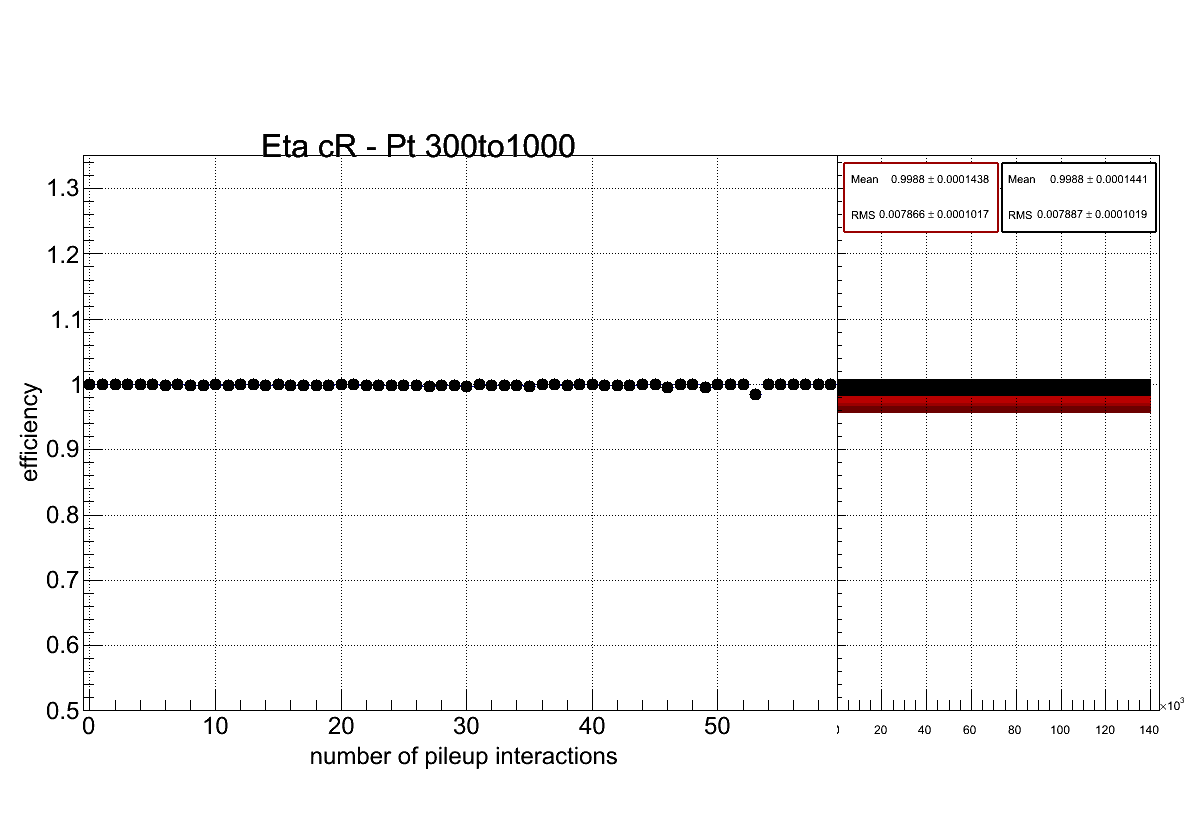 Eta cR - Pt 300to1000
Mean 0.9988 ± 0.0001438
RMS 0.007866 ± 0.0001017
Mean 0.9988 ± 0.0001441
RMS 0.007887 ± 0.0001019
1.3
1.2
1.1
1
0.9
0.8
0.7
0.6
0.5
efficiency
0 10 20 30 40 50
number of pileup interactions
20 40 60 80 100 120 140
×10³